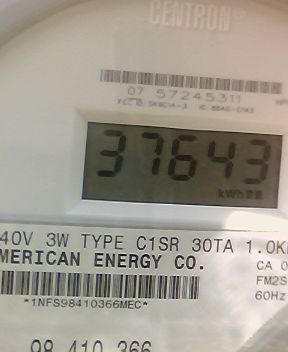 CENTRON®
07 57245311
37643
kWh
40V 3W TYPE C1SR 30TA 1.0K
MERICAN ENERGY CO.
CA 0
FM2S
60Hz
*1NFS98410366MEC*
98 410 366